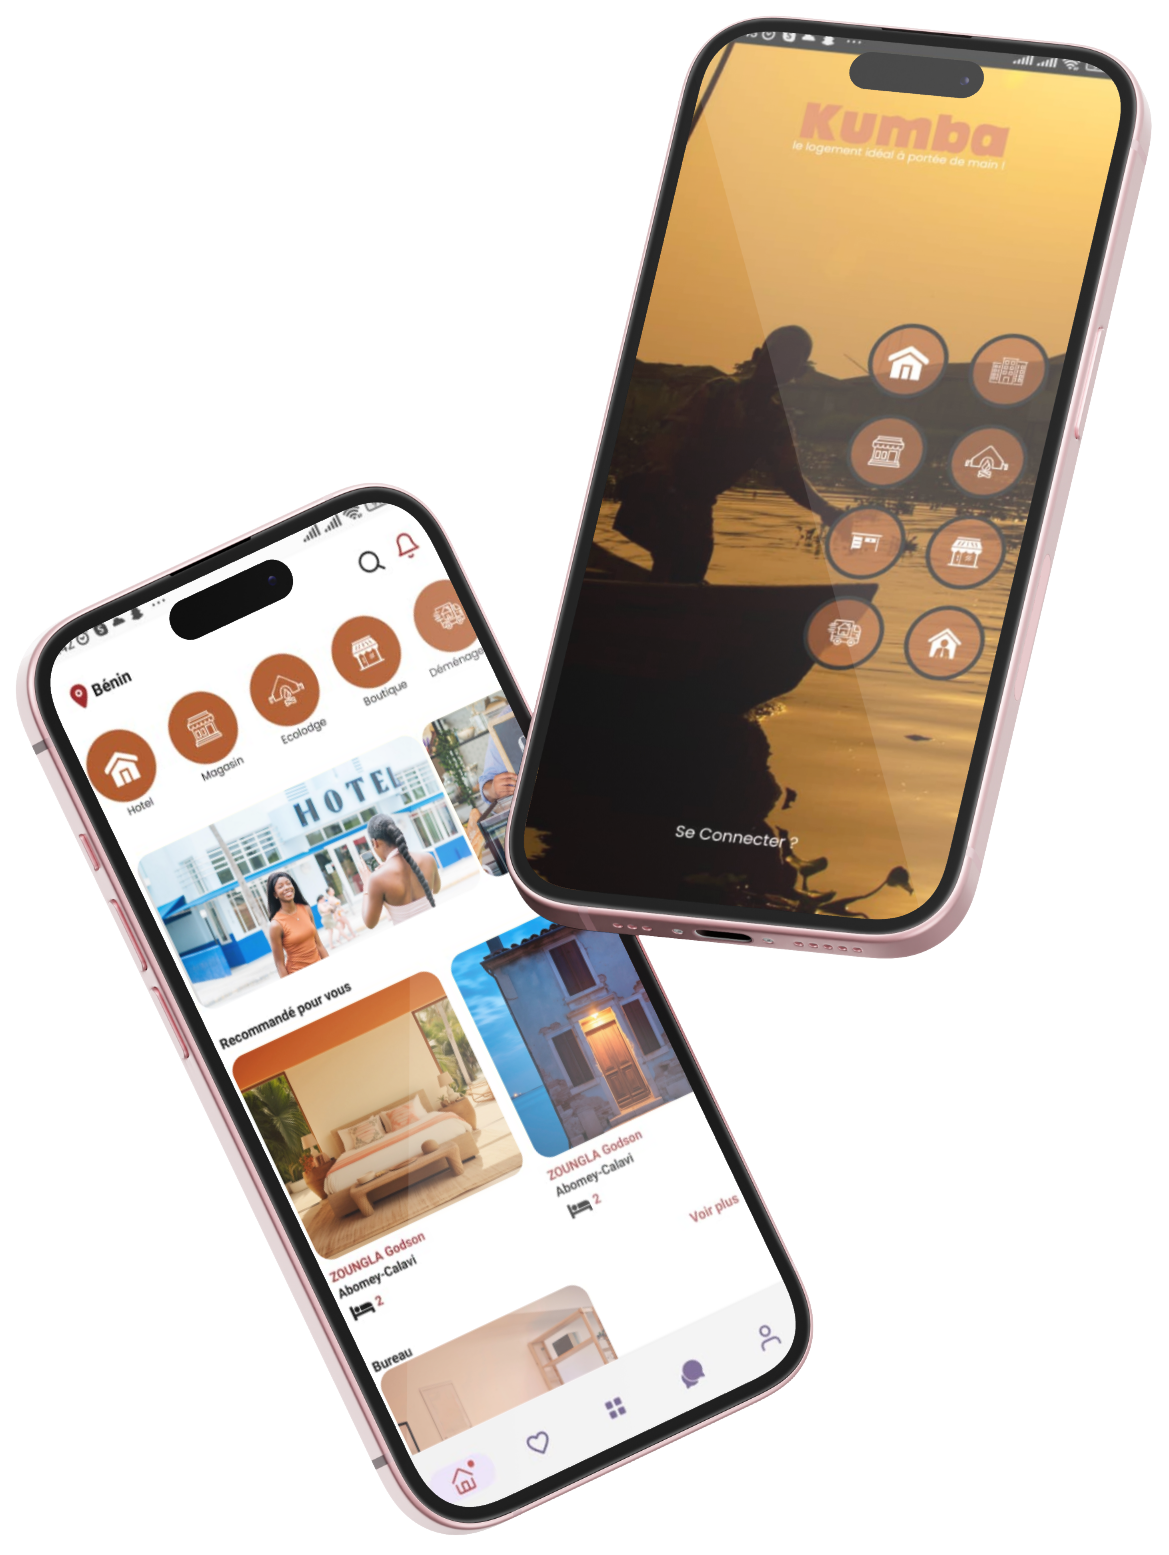 Kumba
le logement idéal à portée de main !
Se Connecter ?
Bénin
Hotel
Magasin
Ecolodge
Boutique
Déménage
HOTEL
Recommandé pour vous
ZOUNGLA Godson
Abomey-Calavi
2
ZOUNGLA Godson
Abomey-Calavi
2
Voir plus
Bureau